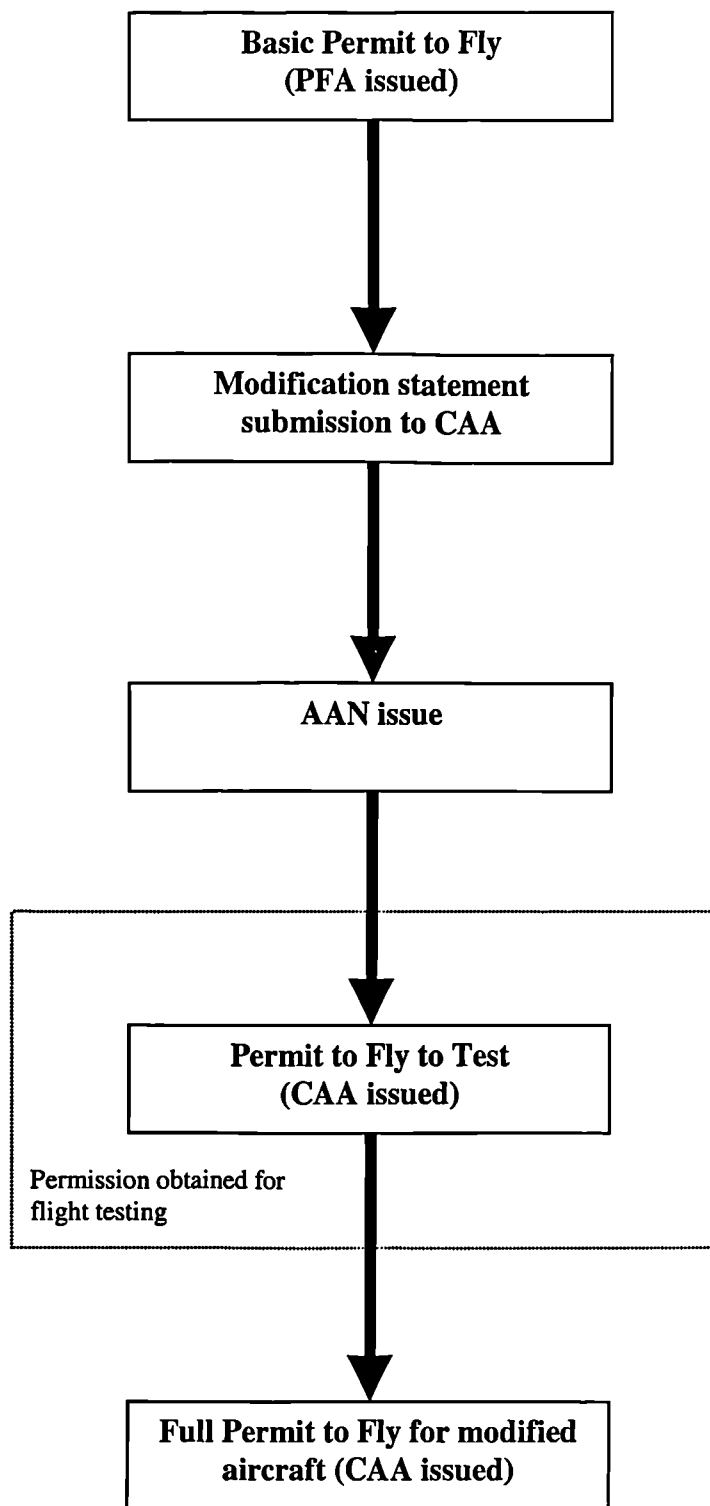 Basic Permit to Fly
(PFA issued)
Modification statement
submission to CAA
AAN issue
Permit to Fly to Test
(CAA issued)
Permission obtained for
flight testing
Full Permit to Fly for modified
aircraft (CAA issued)